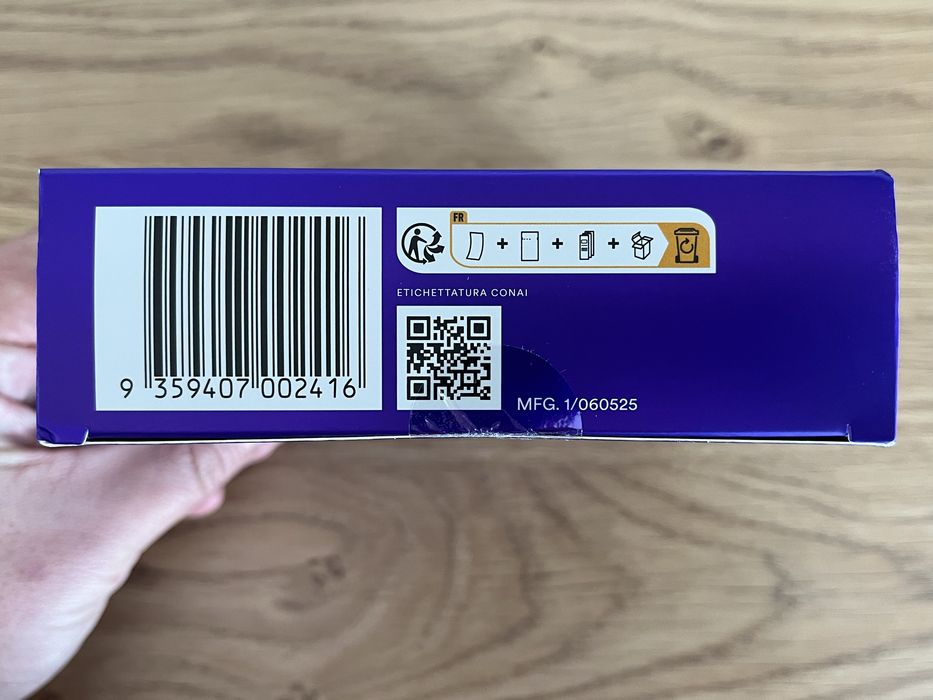 FR
ETICHETTATURA CONAI
9 359407 002416
MFG. 1/060525